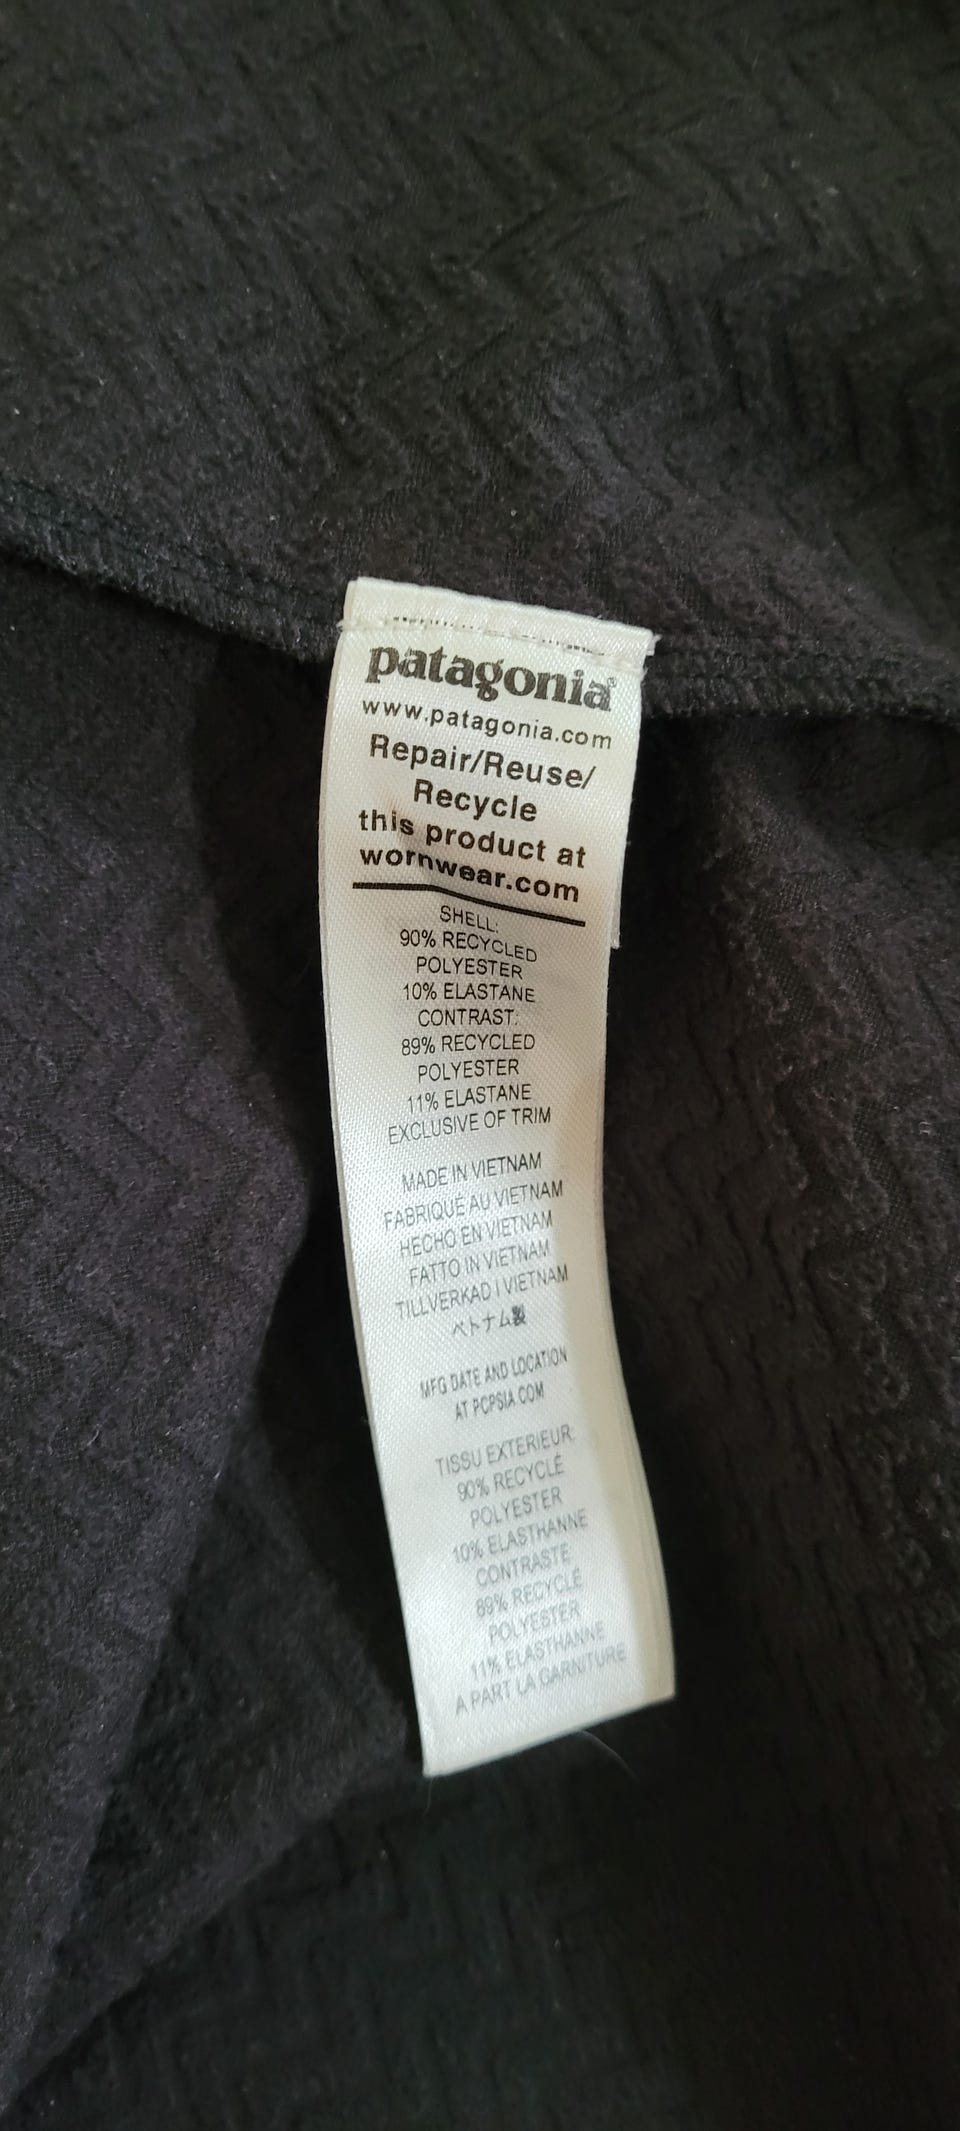 patagonia®
www.patagonia.com
Repair/Reuse/
Recycle
this product at
wornwear.com
SHELL:
90% RECYCLED
POLYESTER
10% ELASTANE
CONTRAST:
89% RECYCLED
POLYESTER
11% ELASTANE
EXCLUSIVE OF TRIM
MADE IN VIETNAM
FABRIQUÉ AU VIETNAM
HECHO EN VIETNAM
FATTO IN VIETNAM
TILLVERKAD I VIETNAM
ベトナム製
MFG DATE AND LOCATION
AT PCPSIA.COM
TISSU EXTERIEUR:
90% RECYCLÉ
POLYESTER
10% ELASTHANNE
CONTRASTE
89% RECYCLÉ
POLYESTER
11% ELASTHANNE
A PART LA GARNITURE